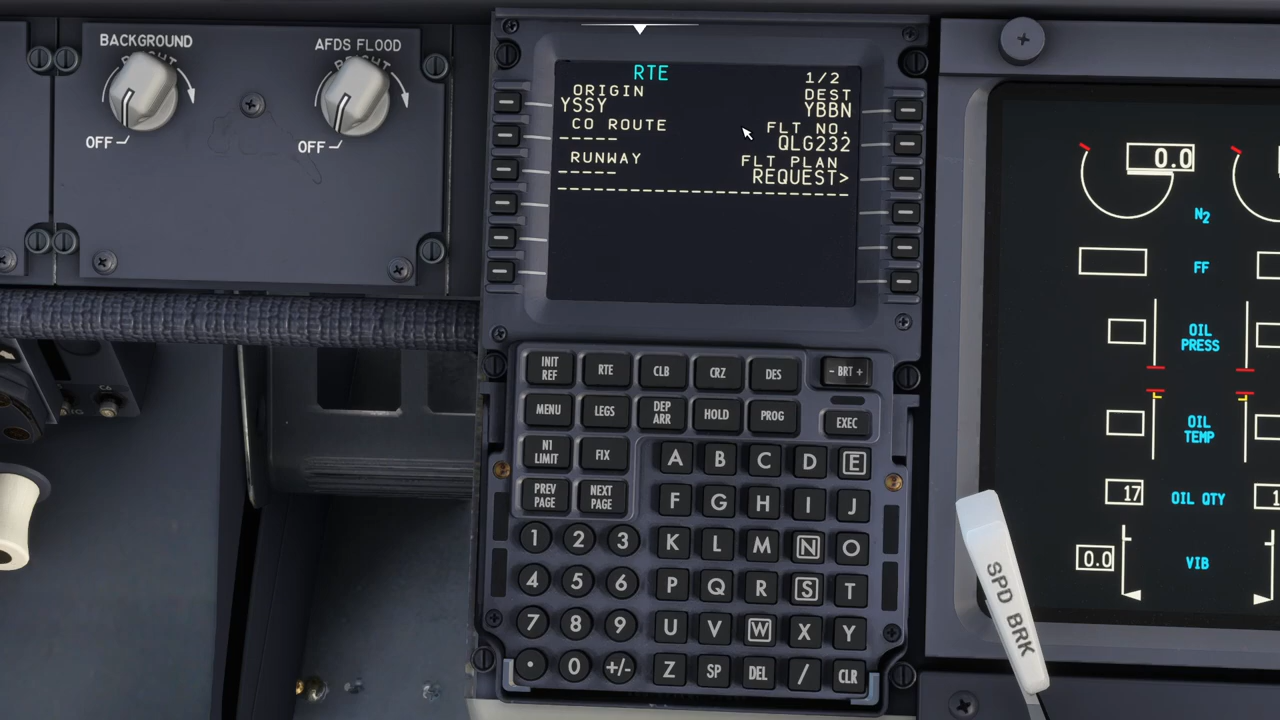 BACKGROUND
BRIGHT
OFF
AFDS FLOOD
BRIGHT
OFF
RTE 1/2
ORIGIN DEST
YSSY YBBN
CO ROUTE FLT NO.
----- QLG232
RUNWAY FLT PLAN
----- REQUEST>
INIT REF
RTE
CLB
CRZ
DES
- BRT +
MENU
LEGS
DEP ARR
HOLD
PROG
EXEC
N1 LIMIT
FIX
PREV PAGE
NEXT PAGE
A B C D E
F G H I J
1 2 3 K L M N O
4 5 6 P Q R S T
7 8 9 U V W X Y
. 0 +/- Z SP DEL / CLR
0.0
N2
FF
OIL PRESS
OIL TEMP
17 OIL QTY 1
0.0 VIB
SPD BRK